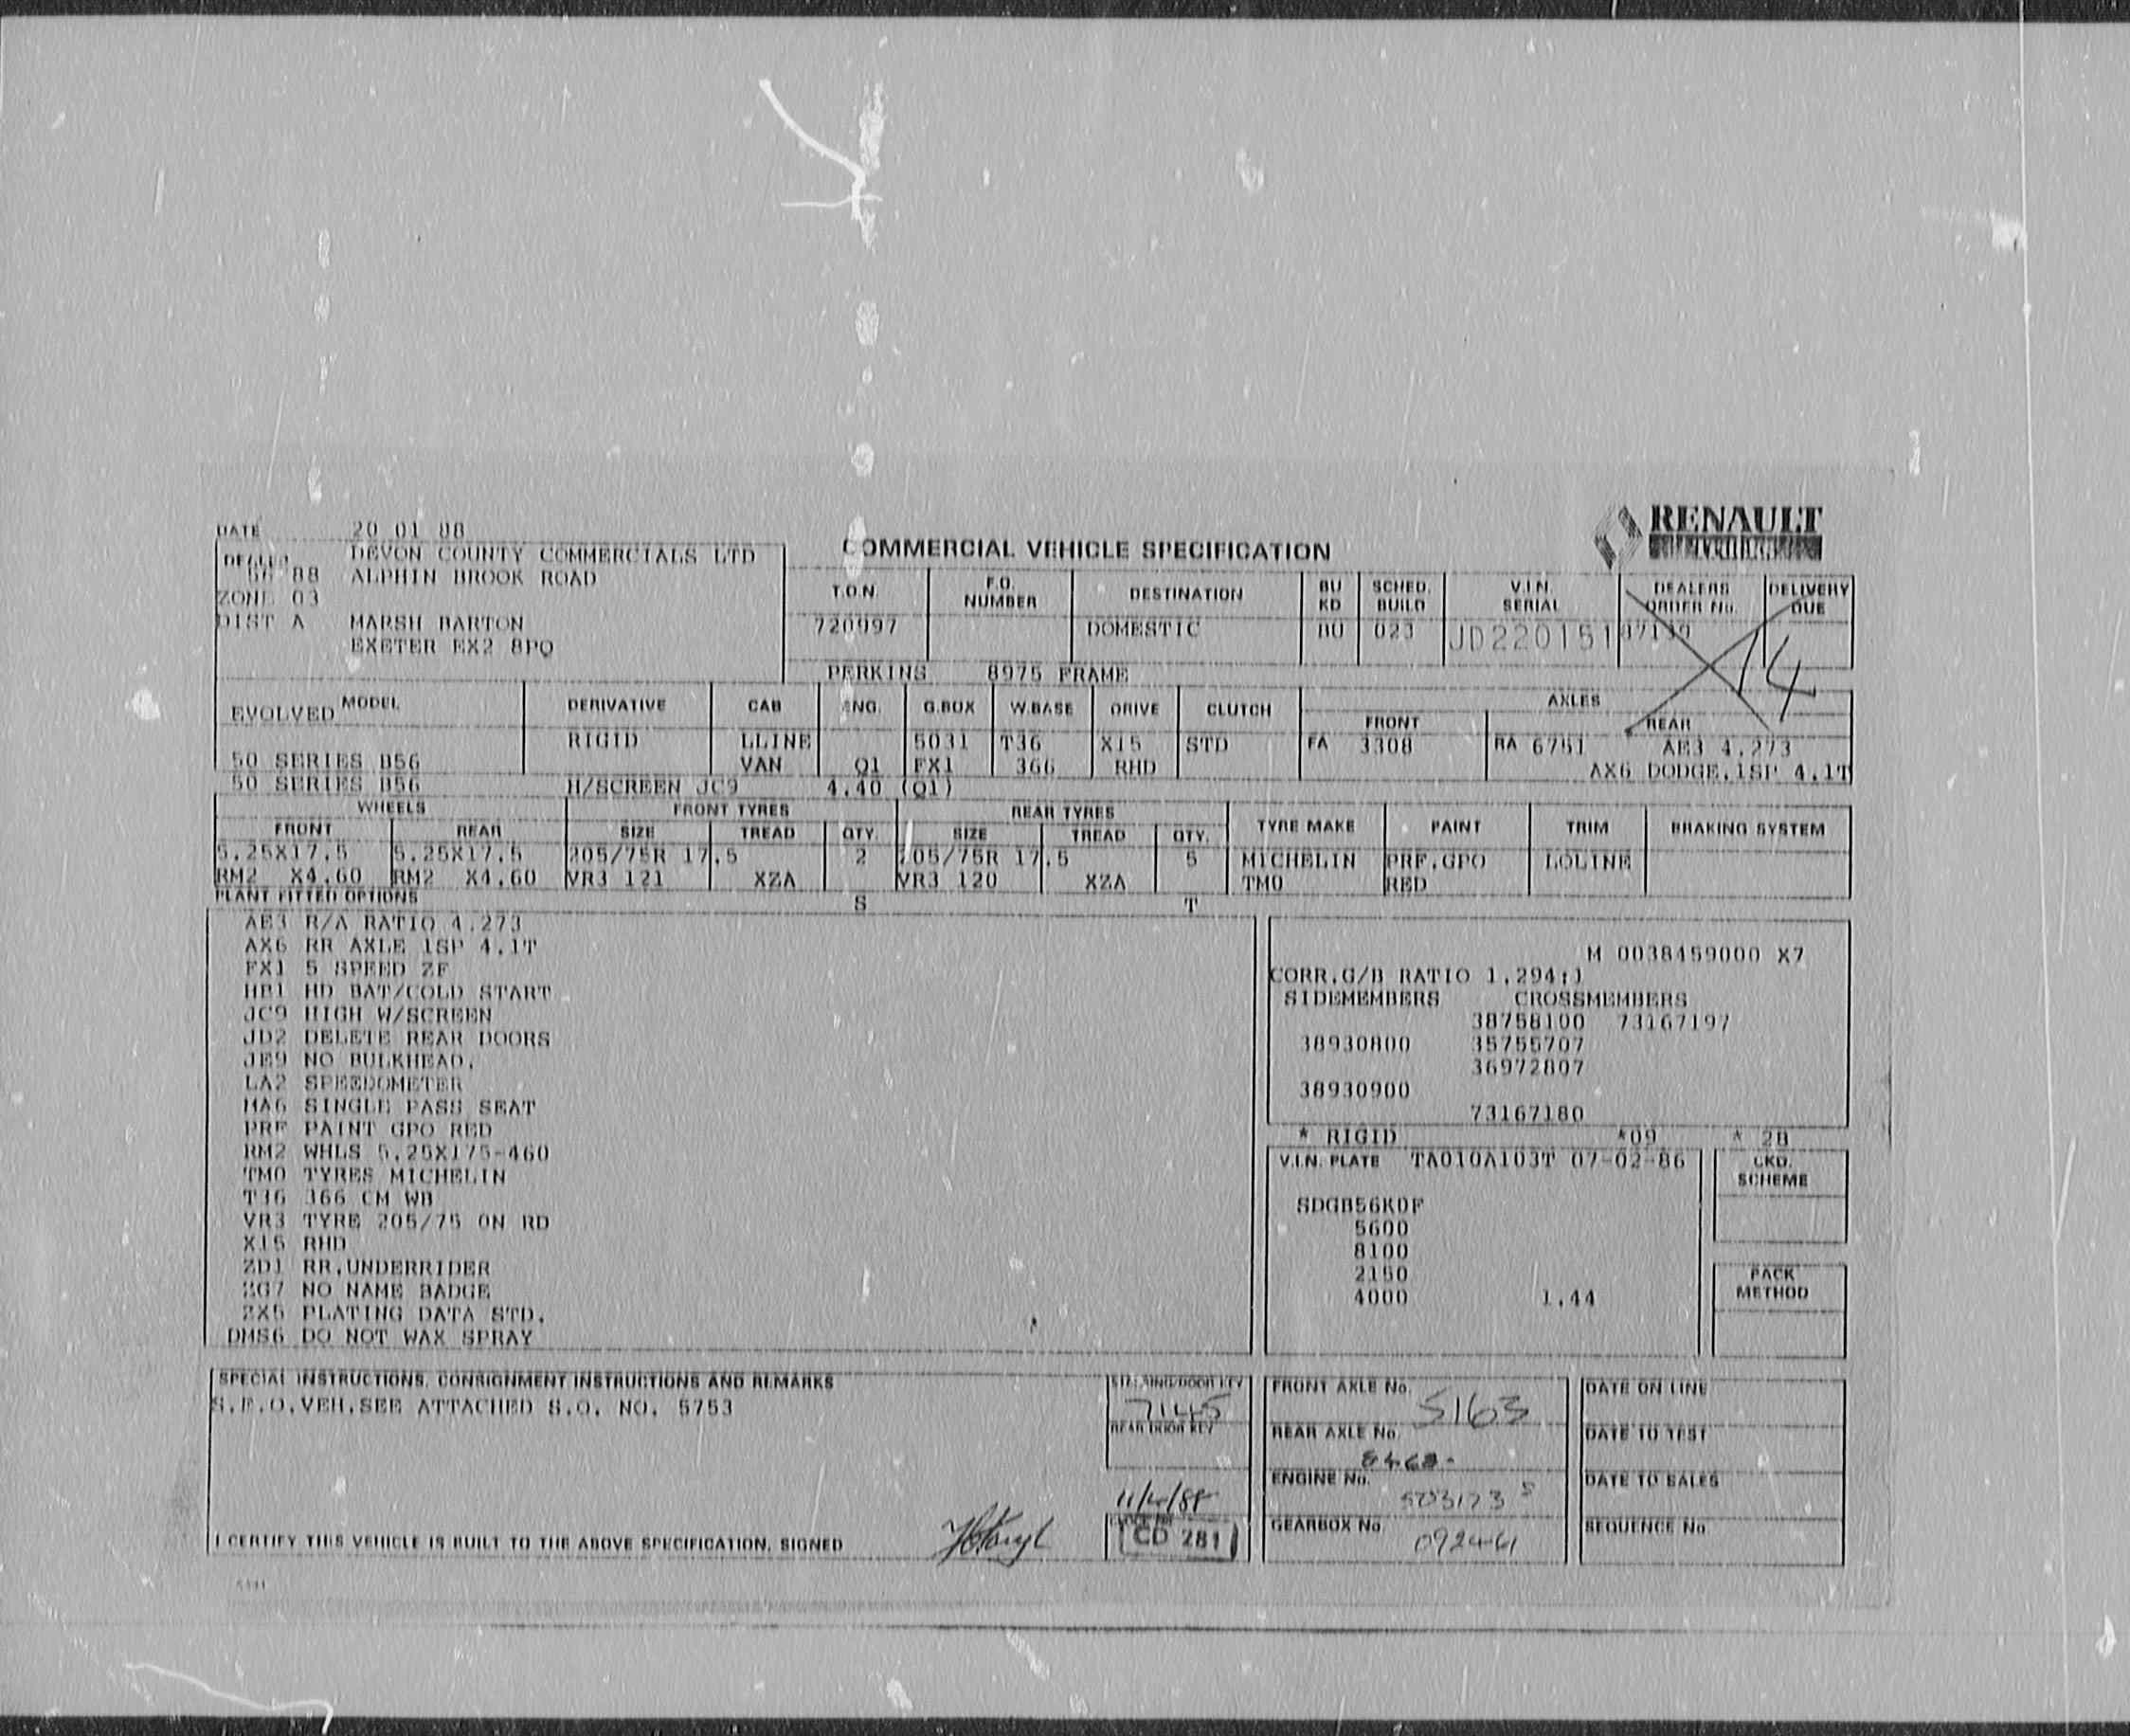 DATE 20 01 88
DEVON COUNTY COMMERCIALS LTD
88 ALPHIN BROOK ROAD
ZONE 03
DIST A MARSH BARTON
EXETER EX2 8PQ
COMMERCIAL VEHICLE SPECIFICATION
RENAULT
T.O.N. F.O. NUMBER DESTINATION BU KD SCHED. BUILD V.I.N. SERIAL DEALERS ORDER No. DELIVERY DUE
720997 DOMESTIC BU 023 JD220151 87139
14
PERKINS 8975 FRAME
MODEL DERIVATIVE CAB ENG. G.BOX W.BASE DRIVE CLUTCH AXLES
EVOLVED FRONT REAR
RIGID LLINE 5031 T36 X15 STD FA 3308 RA 6751 AE3 4.273
50 SERIES B56 VAN Q1 FX1 366 RHD AX6 DODGE.1SP 4.1T
50 SERIES B56 H/SCREEN JC9 4.40 (Q1)
WHEELS FRONT TYRES REAR TYRES TYRE MAKE PAINT TRIM BRAKING SYSTEM
FRONT REAR SIZE TREAD QTY. SIZE TREAD QTY.
5.25X17.5 5.25X17.5 205/75R 17.5 2 205/75R 17.5 5 MICHELIN PRF.GPO LOLINE
RM2 X4.60 RM2 X4.60 VR3 121 XZA VR3 120 XZA TM0 RED
PLANT FITTED OPTIONS S T
AE3 R/A RATIO 4.273
AX6 RR AXLE 1SP 4.1T
FX1 5 SPEED ZF
HB1 HD BAT/COLD START
JC9 HIGH W/SCREEN
JD2 DELETE REAR DOORS
JE9 NO BULKHEAD.
LA2 SPEEDOMETER
MA6 SINGLE PASS SEAT
PRF PAINT GPO RED
RM2 WHLS 5.25X175-460
TM0 TYRES MICHELIN
T36 366 CM WB
VR3 TYRE 205/75 ON RD
X15 RHD
ZD1 RR.UNDERRIDER
ZG7 NO NAME BADGE
ZX5 PLATING DATA STD.
DMS6 DO NOT WAX SPRAY
M 0038459000 X7
CORR.G/B RATIO 1.294:1
SIDEMEMBERS CROSSMEMBERS
38758100 73167197
38930800 35755707
36972807
38930900
73167180
* RIGID *09 * 2B
V.I.N. PLATE TA010A103T 07-02-86
CKD. SCHEME
SDGB56K0F
5600
8100
2150
4000 1.44
PACK METHOD
SPECIAL INSTRUCTIONS. CONSIGNMENT INSTRUCTIONS AND REMARKS
S.F.O.VEH.SEE ATTACHED S.O. NO. 5753
7145
REAR DOOR KEY
11/4/88
CD 281
FRONT AXLE No. 5163
REAR AXLE No.
ENGINE No.
GEARBOX No. 092461
DATE ON LINE
DATE TO TEST
DATE TO SALES
SEQUENCE No.
I CERTIFY THIS VEHICLE IS BUILT TO THE ABOVE SPECIFICATION. SIGNED